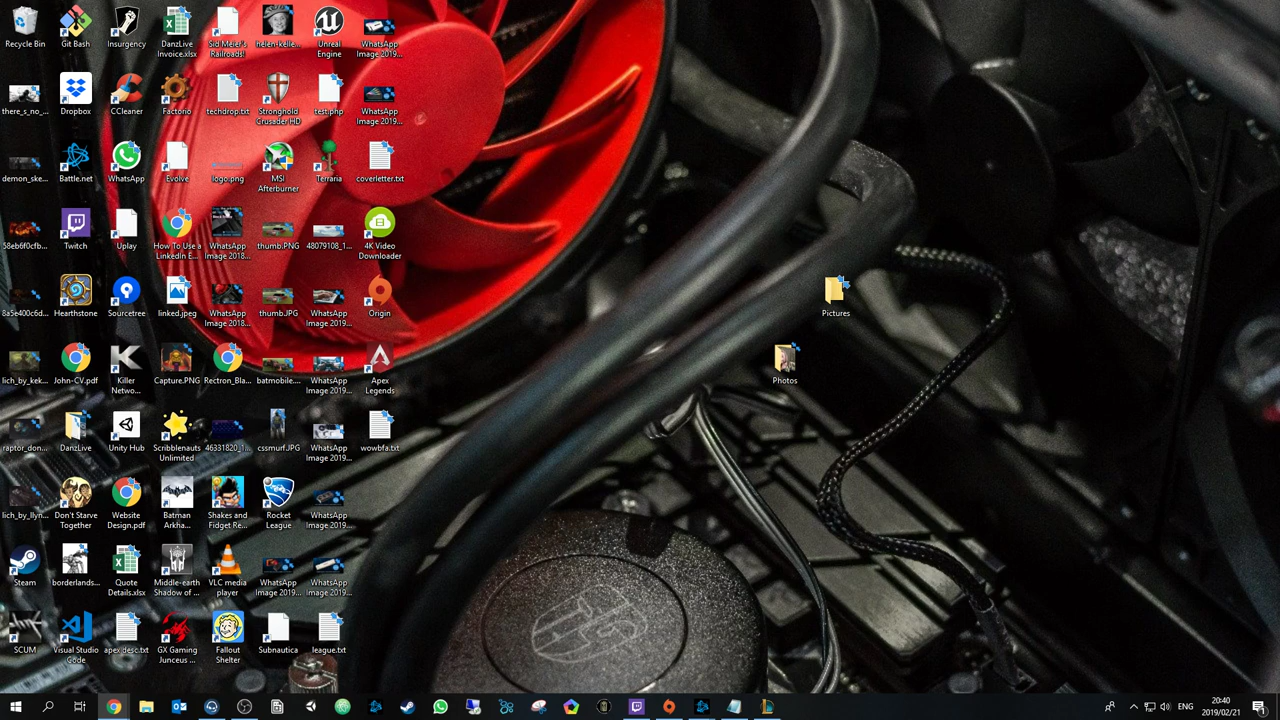 Recycle Bin
Git Bash
Insurgency
DanzLive
Invoice.xlsx
Sid Meier's
Railroads!
helen-kelle...
Unreal
Engine
WhatsApp
Image 2019...
there_s_no_...
Dropbox
CCleaner
Factorio
techdrop.txt
Stronghold
Crusader HD
test.php
WhatsApp
Image 2019...
demon_ske...
Battle.net
WhatsApp
Evolve
logo.png
MSI
Afterburner
Terraria
coverletter.txt
58eb6f0cfb...
Twitch
Uplay
How To Use a
LinkedIn E...
WhatsApp
Image 2018...
thumb.PNG
48079108_1...
4K Video
Downloader
8a5e400c6d...
Hearthstone
Sourcetree
linked.jpeg
WhatsApp
Image 2018...
thumb.JPG
WhatsApp
Image 2019...
Origin
Pictures
lich_by_kek...
John-CV.pdf
Killer
Netwo...
Capture.PNG
Rectron_Bla...
batmobile....
WhatsApp
Image 2019...
Apex
Legends
Photos
raptor_don...
DanzLive
Unity Hub
Scribblenauts
Unlimited
46331820_1...
cssmurf.JPG
WhatsApp
Image 2019...
wowbfa.txt
lich_by_llyn...
Don't Starve
Together
Website
Design.pdf
Batman
Arkha...
Shakes and
Fidget Re...
Rocket
League
WhatsApp
Image 2019...
Steam
borderlands...
Quote
Details.xlsx
Middle-earth
Shadow of ...
VLC media
player
WhatsApp
Image 2019...
WhatsApp
Image 2019...
SCUM
Visual Studio
Code
apex desc.txt
GX Gaming
Junceus ...
Fallout
Shelter
Subnautica
league.txt
ENG
20:40
2019/02/21